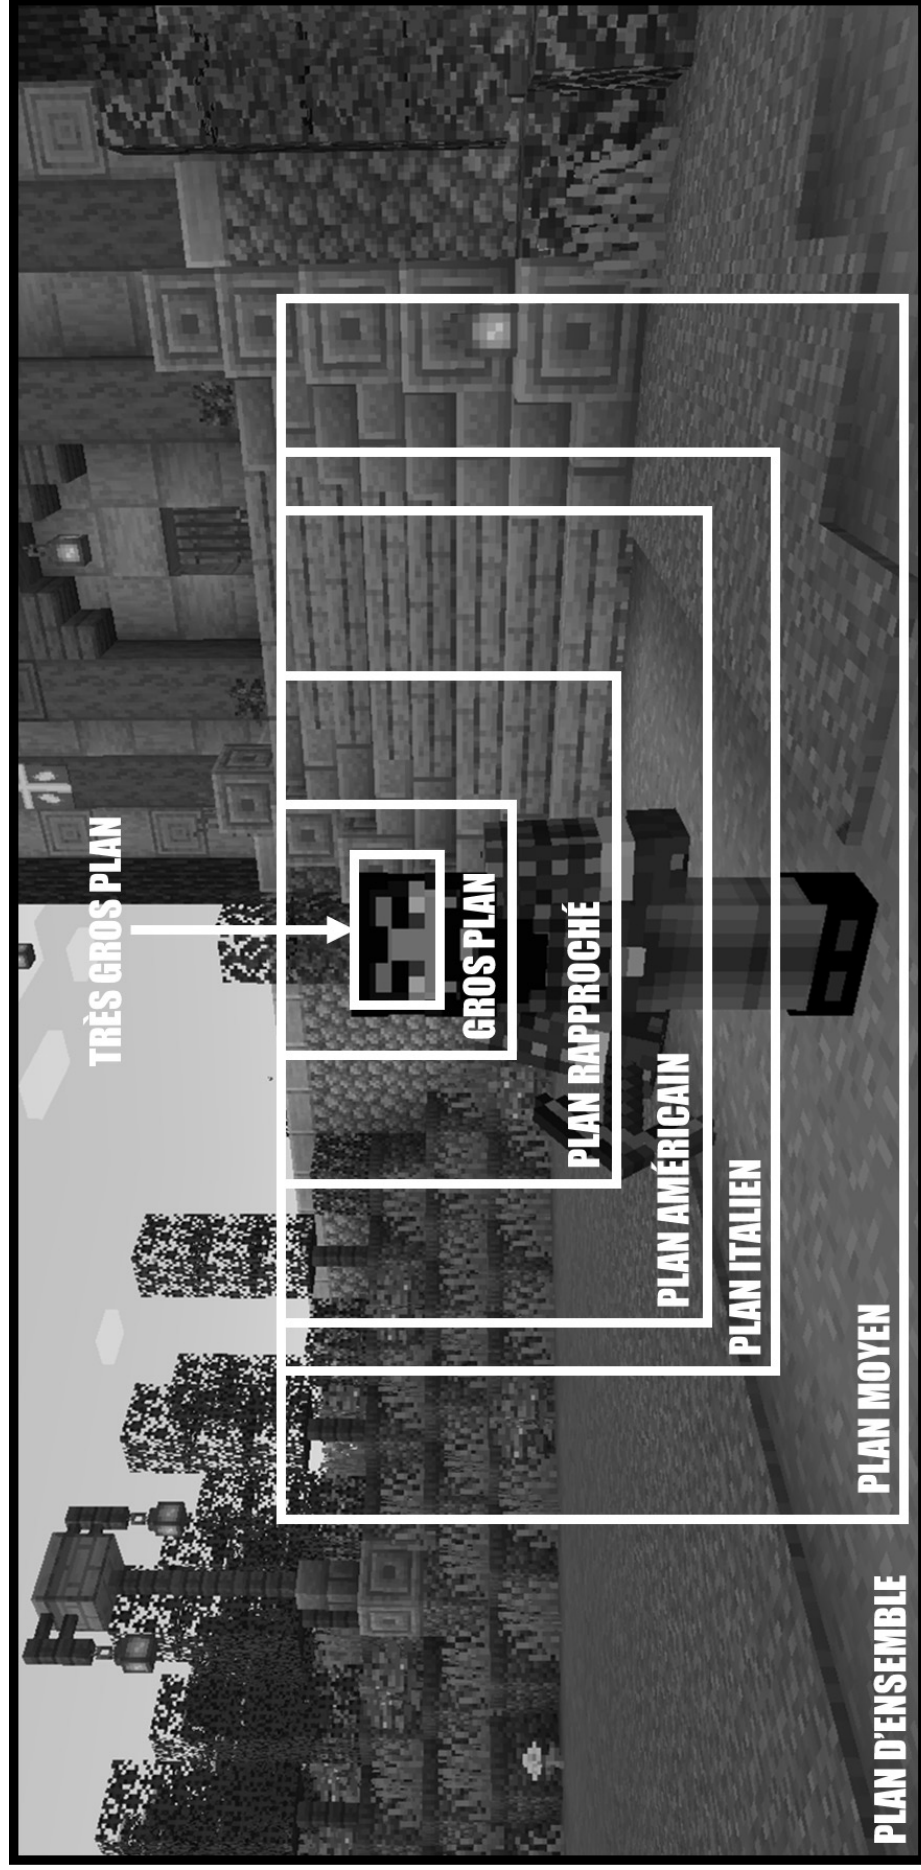 TRÈS GROS PLAN
GROS PLAN
PLAN RAPPROCHÉ
PLAN AMÉRICAIN
PLAN ITALIEN
PLAN MOYEN
PLAN D'ENSEMBLE